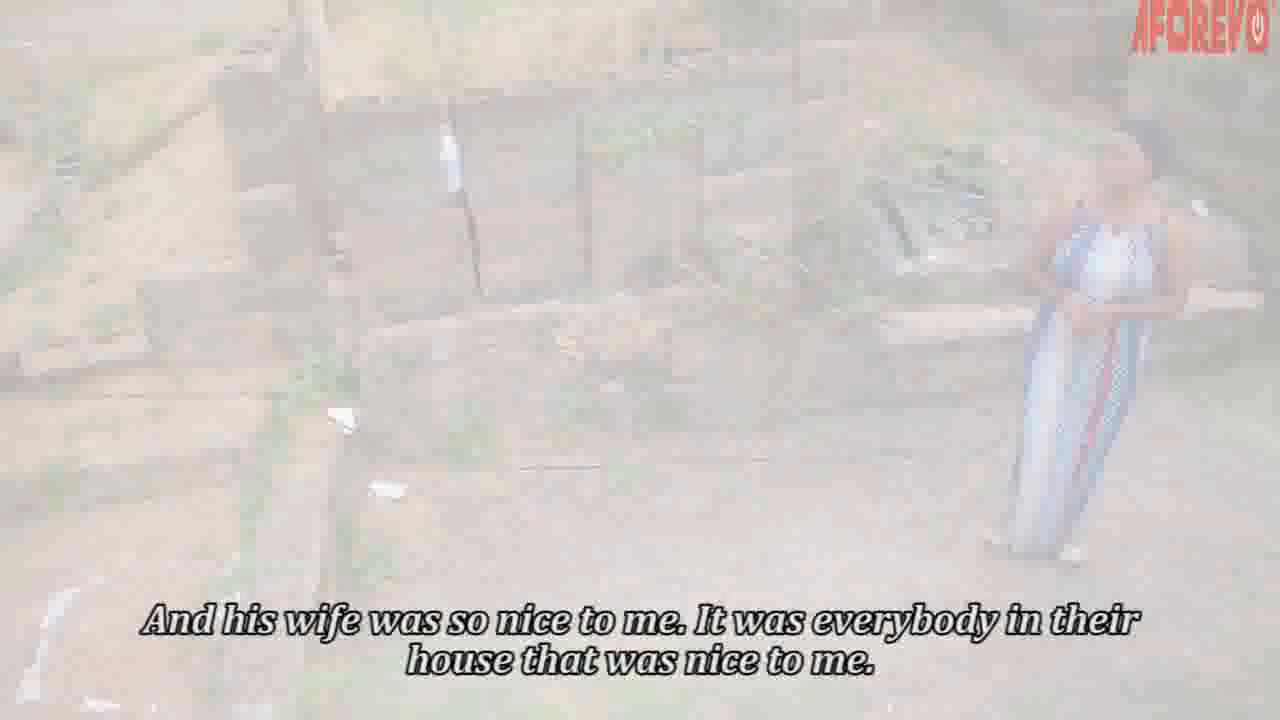 AFOREVO
And his wife was so nice to me. It was everybody in their
house that was nice to me.